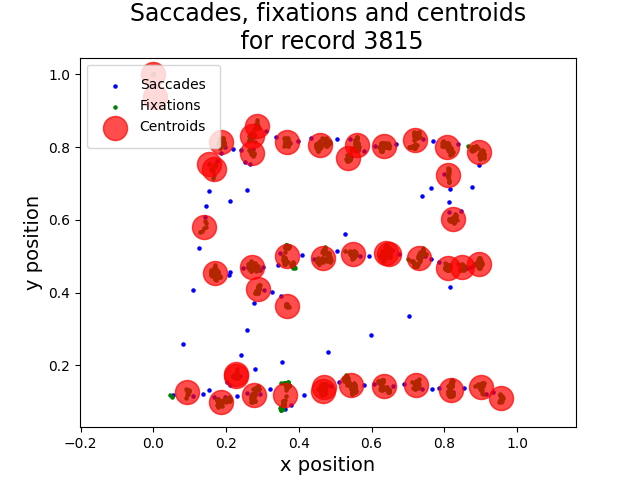 Saccades, fixations and centroids
for record 3815
Saccades
Fixations
Centroids
y position
1.0
0.8
0.6
0.4
0.2
−0.2
0.0
0.2
0.4
0.6
0.8
1.0
x position